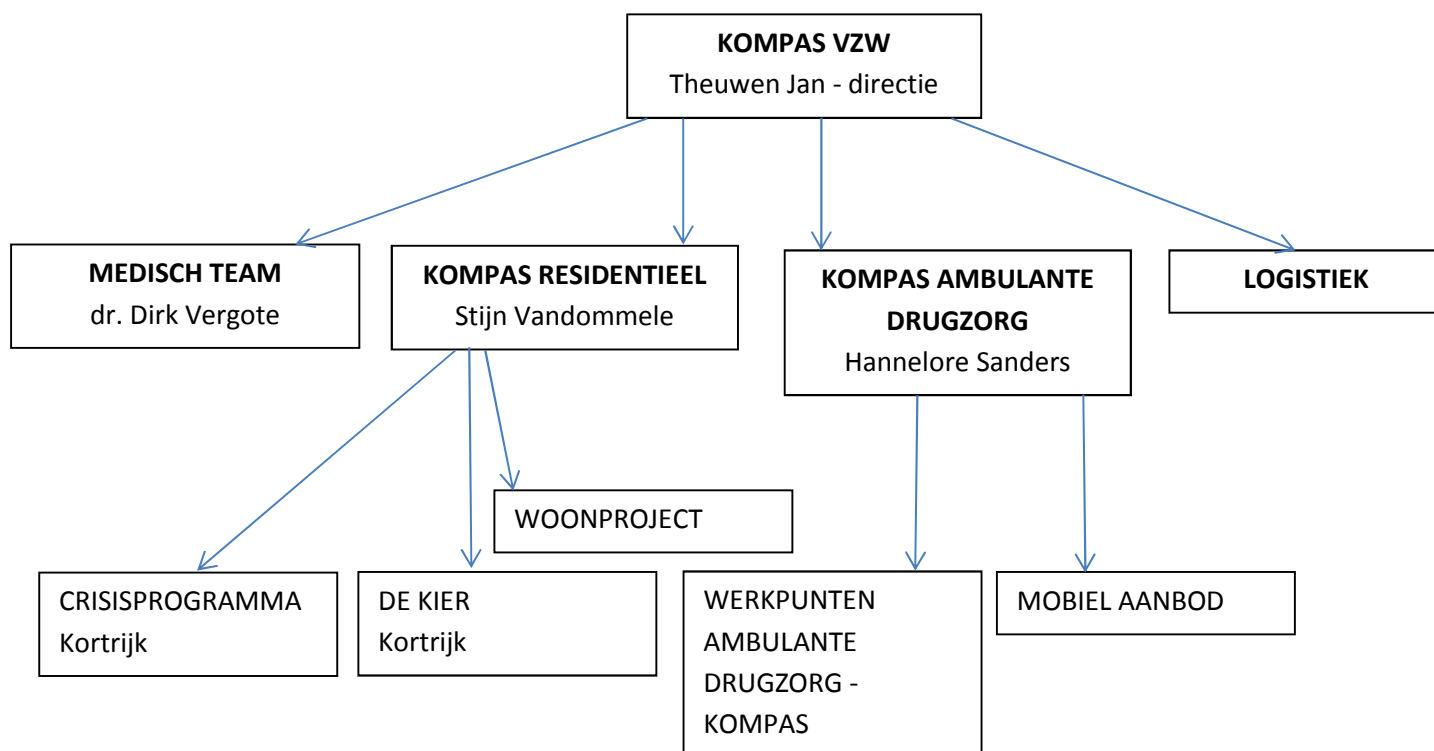 KOMPAS VZW
Theuwen Jan - directie
MEDISCH TEAM
dr. Dirk Vergote
KOMPAS RESIDENTIEEL
Stijn Vandommele
KOMPAS AMBULANTE
DRUGZORG
Hannelore Sanders
LOGISTIEK
WOONPROJECT
CRISISPROGRAMMA
Kortrijk
DE KIER
Kortrijk
WERKPUNTEN
AMBULANTE
DRUGZORG -
KOMPAS
MOBIEL AANBOD